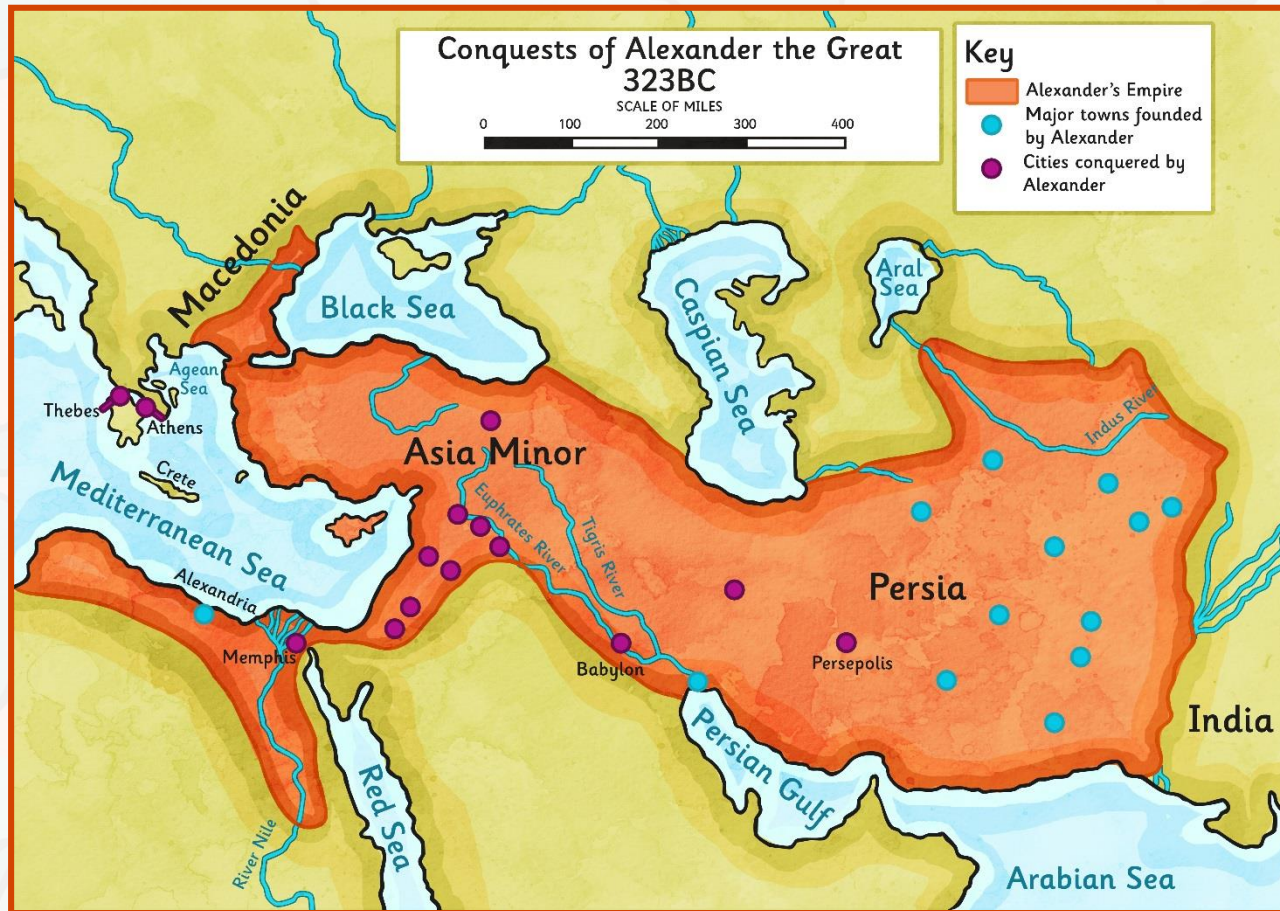 Conquests of Alexander the Great
323BC
SCALE OF MILES
0 100 200 300 400
Key
Alexander's Empire
Major towns founded
by Alexander
Cities conquered by
Alexander
Macedonia
Black Sea
Caspian Sea
Aral
Sea
Agean
Sea
Thebes
Athens
Crete
Mediterranean Sea
Asia Minor
Euphrates River
Tigris River
Indus River
Alexandria
Memphis
Babylon
Persia
Persepolis
India
Persian Gulf
Red Sea
River Nile
Arabian Sea